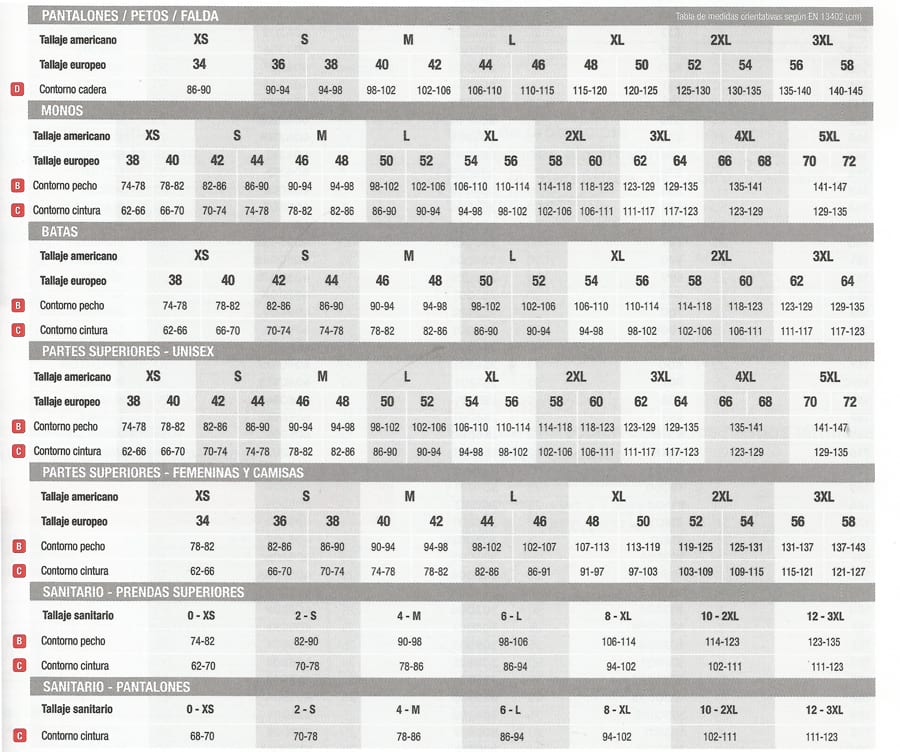 PANTALONES / PETOS / FALDA Tabla de medidas orientativas según EN 13402 (cm)
Tallaje americano XS S M L XL 2XL 3XL
Tallaje europeo 34 36 38 40 42 44 46 48 50 52 54 56 58
D Contorno cadera 86-90 90-94 94-98 98-102 102-106 106-110 110-115 115-120 120-125 125-130 130-135 135-140 140-145
MONOS
Tallaje americano XS S M L XL 2XL 3XL 4XL 5XL
Tallaje europeo 38 40 42 44 46 48 50 52 54 56 58 60 62 64 66 68 70 72
B Contorno pecho 74-78 78-82 82-86 86-90 90-94 94-98 98-102 102-106 106-110 110-114 114-118 118-123 123-129 129-135 135-141 141-147
C Contorno cintura 62-66 66-70 70-74 74-78 78-82 82-86 86-90 90-94 94-98 98-102 102-106 106-111 111-117 117-123 123-129 129-135
BATAS
Tallaje americano XS S M L XL 2XL 3XL
Tallaje europeo 38 40 42 44 46 48 50 52 54 56 58 60 62 64
B Contorno pecho 74-78 78-82 82-86 86-90 90-94 94-98 98-102 102-106 106-110 110-114 114-118 118-123 123-129 129-135
C Contorno cintura 62-66 66-70 70-74 74-78 78-82 82-86 86-90 90-94 94-98 98-102 102-106 106-111 111-117 117-123
PARTES SUPERIORES - UNISEX
Tallaje americano XS S M L XL 2XL 3XL 4XL 5XL
Tallaje europeo 38 40 42 44 46 48 50 52 54 56 58 60 62 64 66 68 70 72
B Contorno pecho 74-78 78-82 82-86 86-90 90-94 94-98 98-102 102-106 106-110 110-114 114-118 118-123 123-129 129-135 135-141 141-147
C Contorno cintura 62-66 66-70 70-74 74-78 78-82 82-86 86-90 90-94 94-98 98-102 102-106 106-111 111-117 117-123 123-129 129-135
PARTES SUPERIORES - FEMENINAS Y CAMISAS
Tallaje americano XS S M L XL 2XL 3XL
Tallaje europeo 34 36 38 40 42 44 46 48 50 52 54 56 58
B Contorno pecho 78-82 82-86 86-90 90-94 94-98 98-102 102-107 107-113 113-119 119-125 125-131 131-137 137-143
C Contorno cintura 62-66 66-70 70-74 74-78 78-82 82-86 86-91 91-97 97-103 103-109 109-115 115-121 121-127
SANITARIO - PRENDAS SUPERIORES
Tallaje sanitario 0 - XS 2 - S 4 - M 6 - L 8 - XL 10 - 2XL 12 - 3XL
B Contorno pecho 74-82 82-90 90-98 98-106 106-114 114-123 123-135
C Contorno cintura 62-70 70-78 78-86 86-94 94-102 102-111 111-123
SANITARIO - PANTALONES
Tallaje sanitario 0 - XS 2 - S 4 - M 6 - L 8 - XL 10 - 2XL 12 - 3XL
C Contorno cintura 68-70 70-78 78-86 86-94 94-102 102-111 111-123